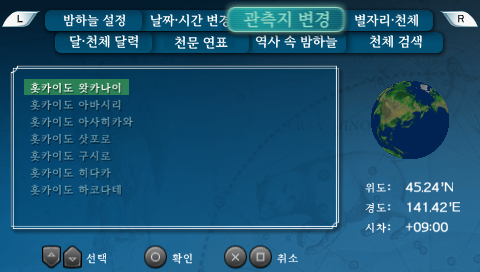 L 밤하늘 설정 날짜·시간 변경 관측지 변경 별자리·천체 R
달·천체 달력 천문 연표 역사 속 밤하늘 천체 검색
홋카이도 왓카나이
홋카이도 아바시리
홋카이도 아사히카와
홋카이도 삿포로
홋카이도 구시로
홋카이도 히다카
홋카이도 하코다테
위도: 45.24'N
경도: 141.42'E
시차: +09:00
선택 확인 취소